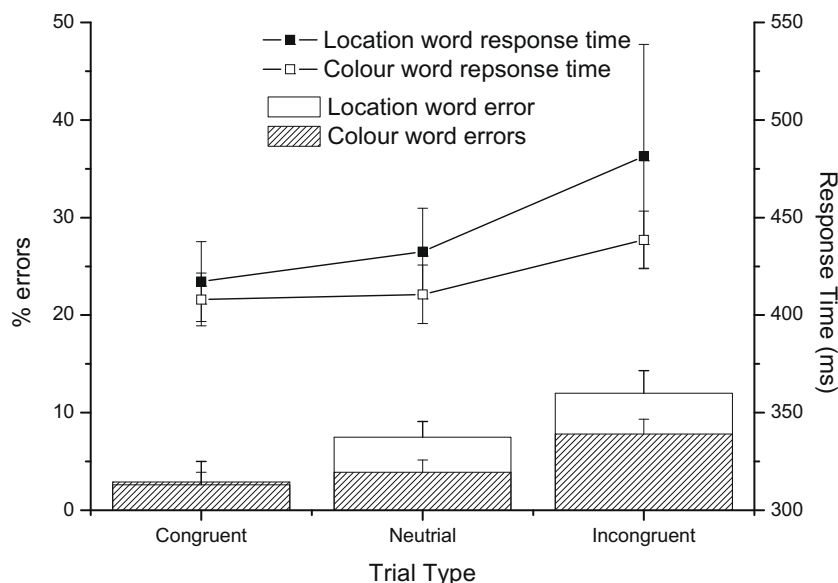 50
40
30
20
10
0
% errors
Location word response time
Colour word repsonse time
Location word error
Colour word errors
550
500
450
400
350
300
Response Time (ms)
Congruent
Neutrial
Incongruent
Trial Type